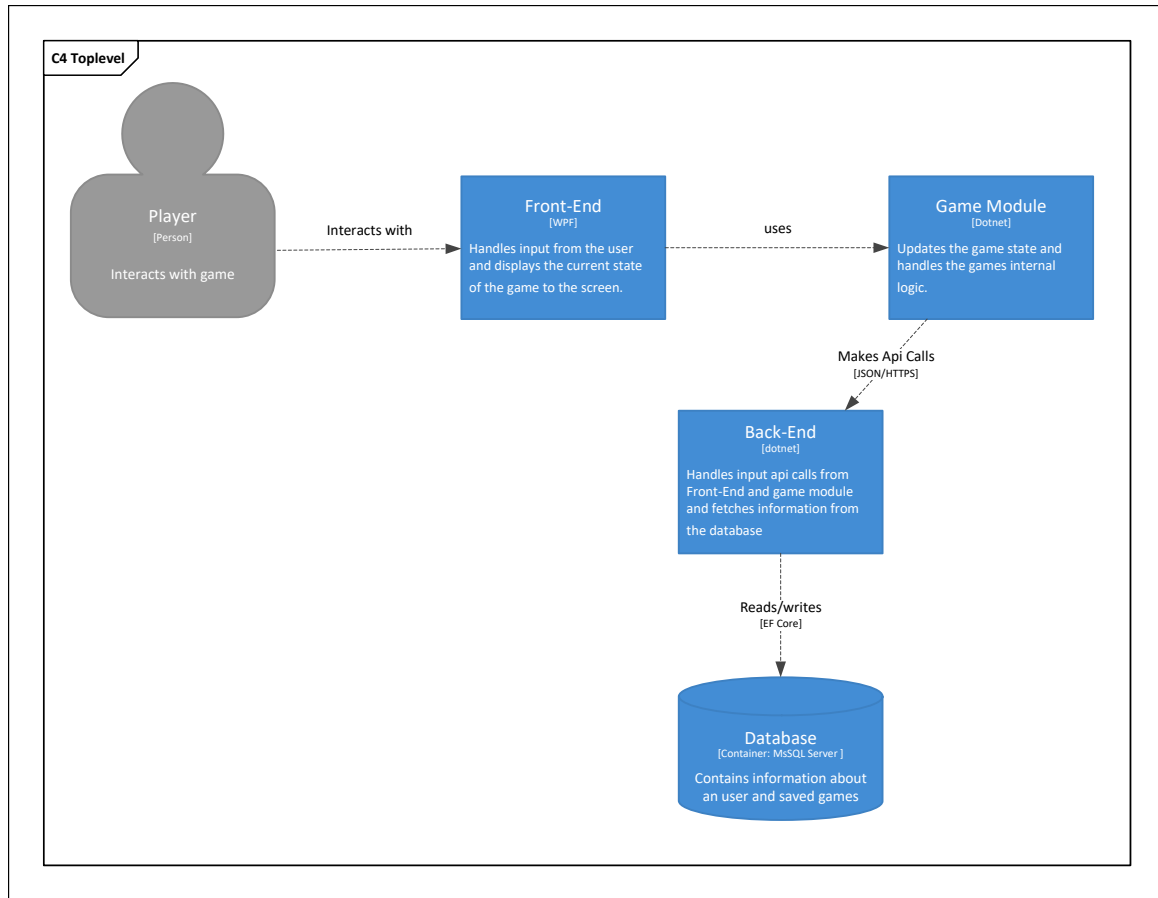 C4 Toplevel
Player
[Person]
Interacts with game
Interacts with
Front-End
[WPF]
Handles input from the user
and displays the current state
of the game to the screen.
uses
Game Module
[Dotnet]
Updates the game state and
handles the games internal
logic.
Makes Api Calls
[JSON/HTTPS]
Back-End
[dotnet]
Handles input api calls from
Front-End and game module
and fetches information from
the database
Reads/writes
[EF Core]
Database
[Container: MsSQL Server ]
Contains information about
an user and saved games